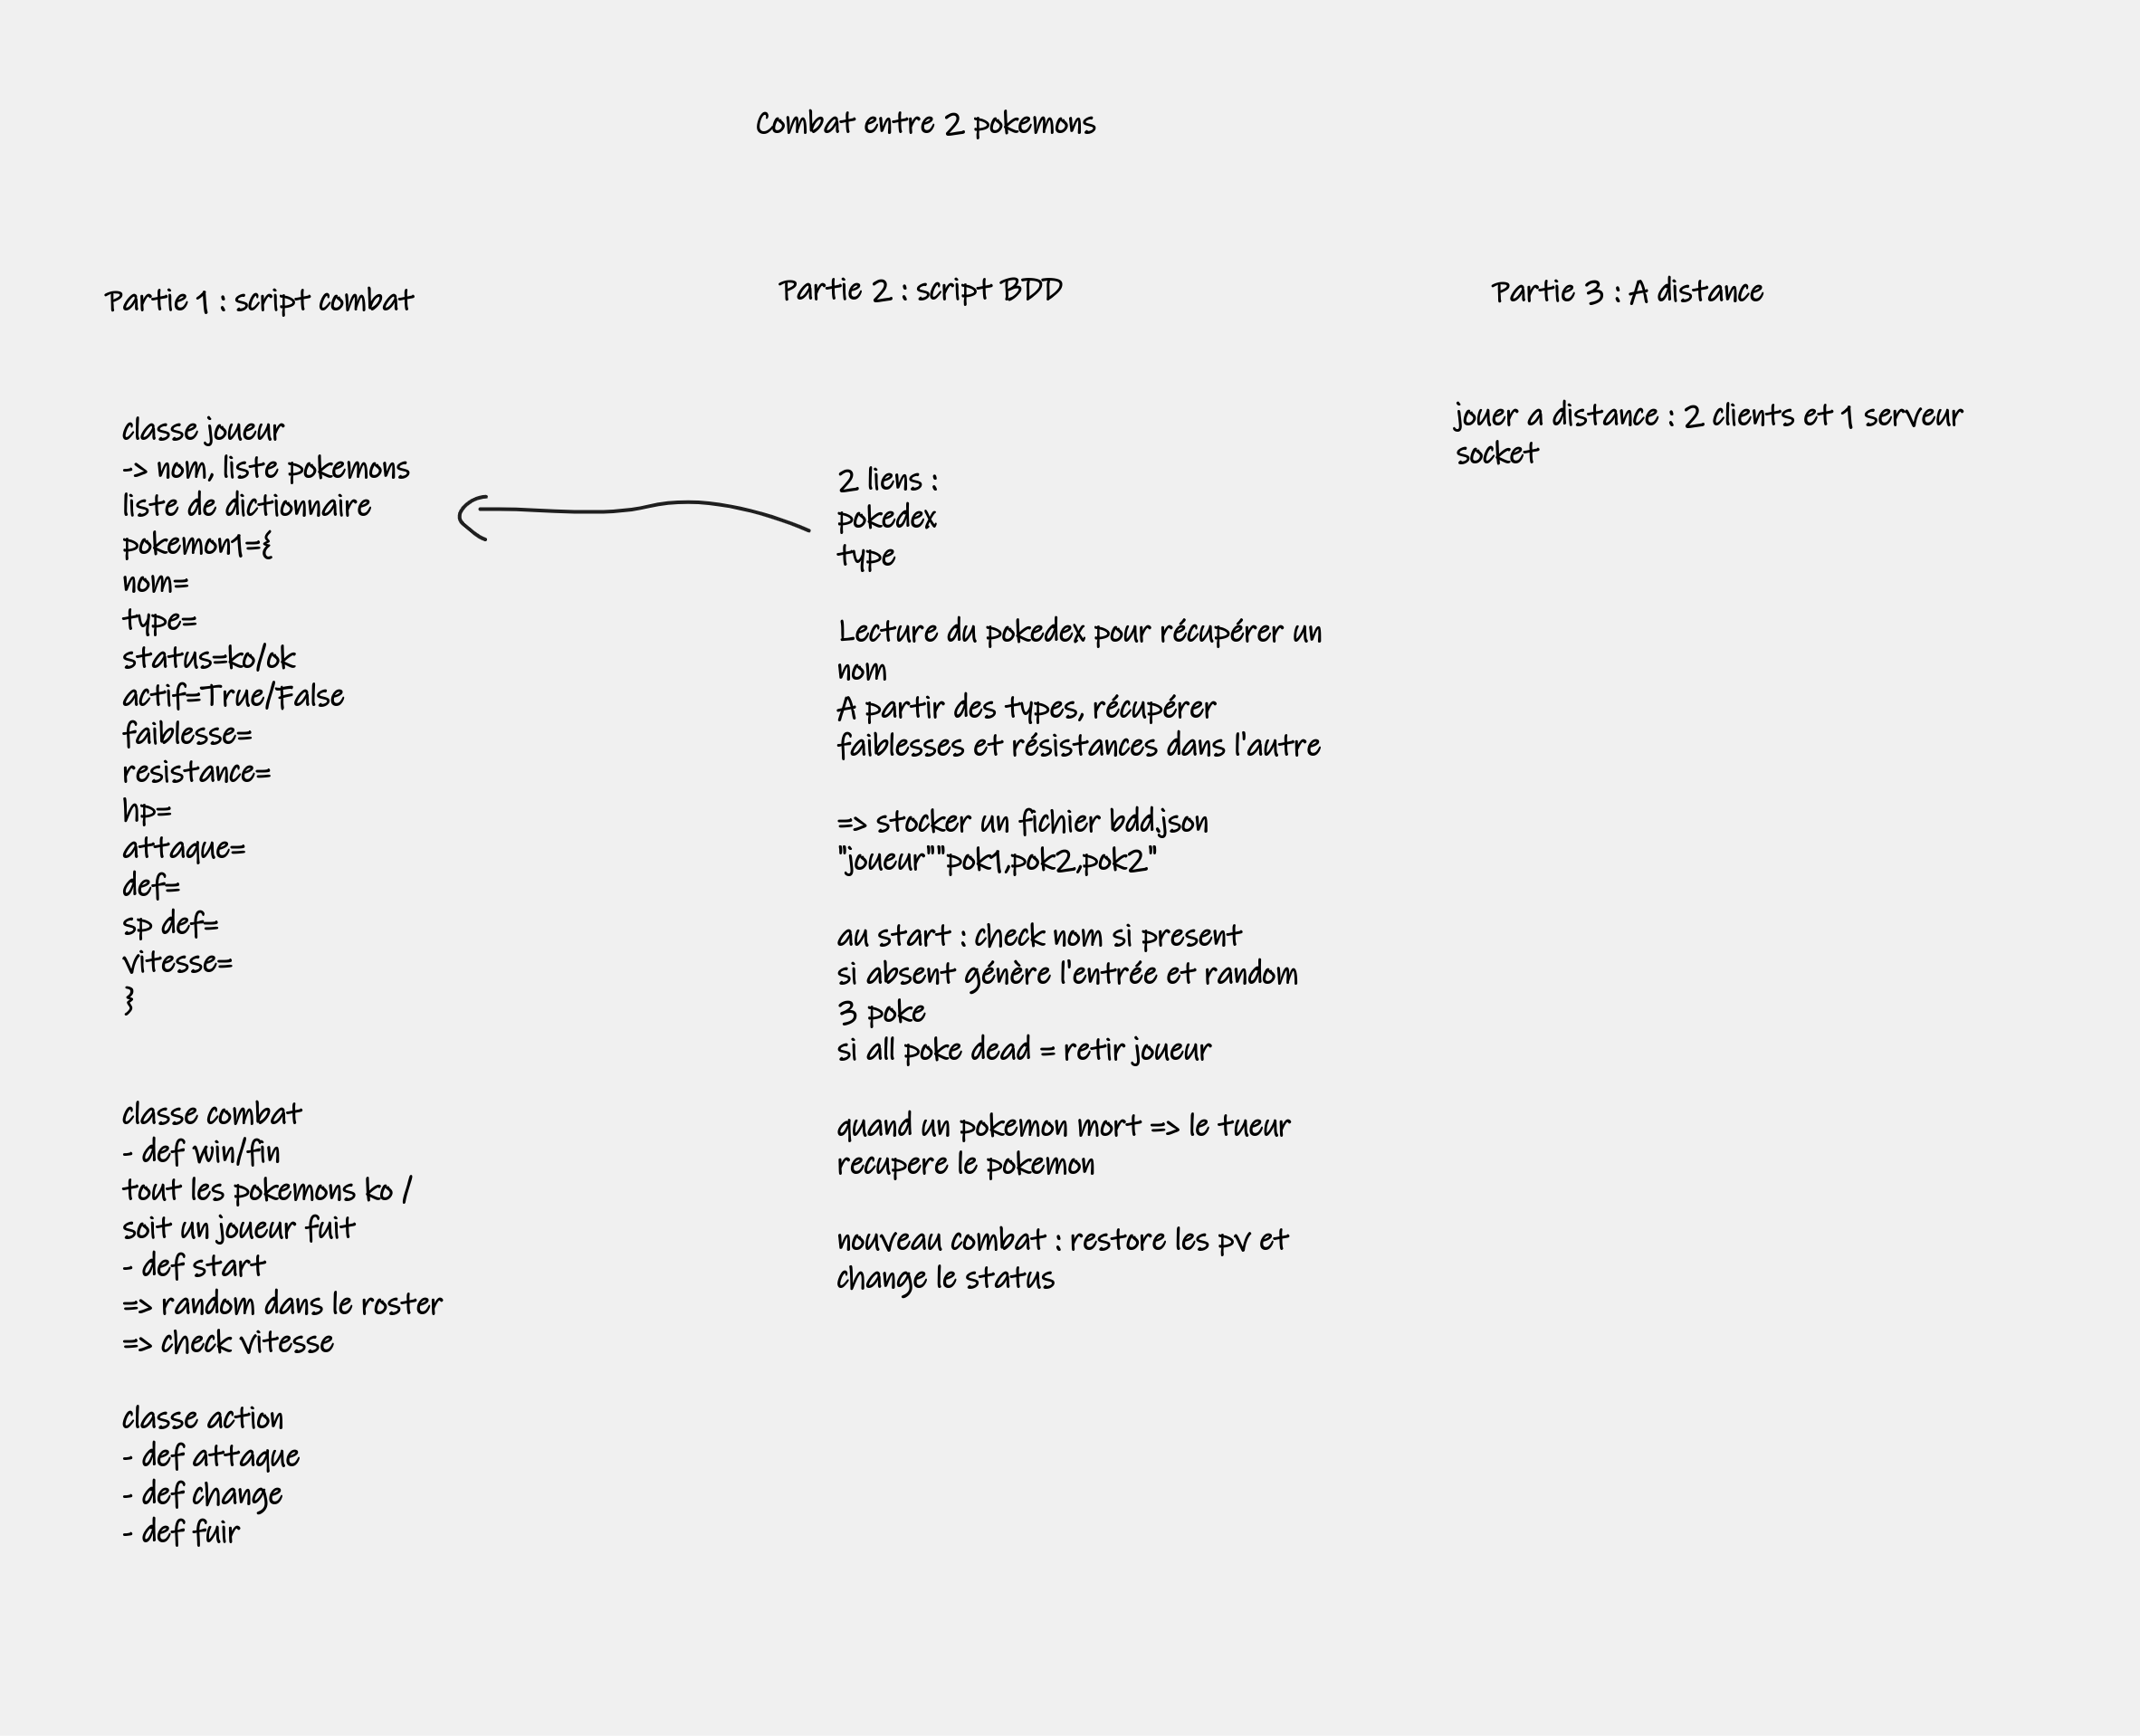 Combat entre 2 pokemons
Partie 1 : script combat
classe joueur
-> nom, liste pokemons
liste de dictionnaire
pokemon1={
nom=
type=
status=ko/ok
actif=True/False
faiblesse=
resistance=
hp=
attaque=
def=
sp def=
vitesse=
}
classe combat
- def win/fin
tout les pokemons ko /
soit un joueur fuit
- def start
=> random dans le roster
=> check vitesse
classe action
- def attaque
- def change
- def fuir
Partie 2 : script BDD
2 liens :
pokedex
type
Lecture du pokedex pour récupérer un
nom
A partir des types, récupérer
faiblesses et résistances dans l'autre
=> stocker un fichier bdd.json
"joueur""pok1,pok2,pok2"
au start : check nom si present
si absent génère l'entrée et random
3 poke
si all poke dead = retir joueur
quand un pokemon mort => le tueur
recupere le pokemon
nouveau combat : restore les pv et
change le status
Partie 3 : A distance
jouer a distance : 2 clients et 1 serveur
socket